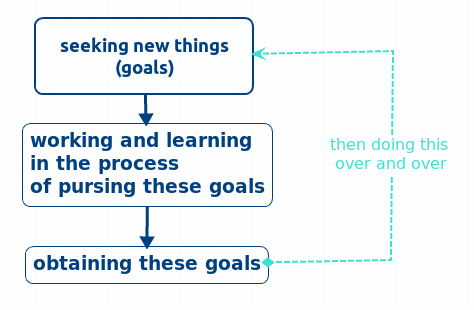 seeking new things
(goals)
working and learning
in the process
of pursing these goals
then doing this
over and over
obtaining these goals